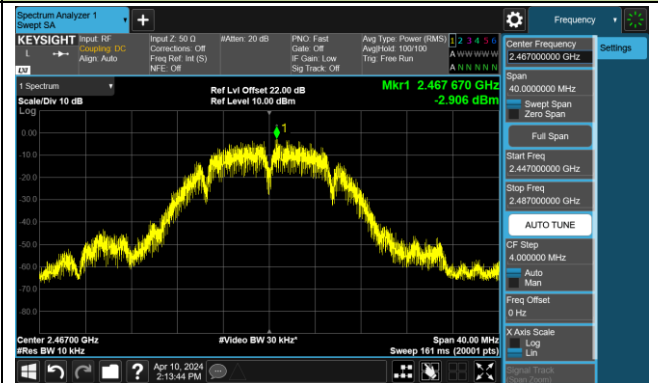 Spectrum Analyzer 1
Swept SA
+
Frequency
KEYSIGHT
L
LXI
Input: RF
Coupling: DC
Align: Auto
Input Z: 50 Ω
Corrections: Off
Freq Ref: Int (S)
NFE: Off
#Atten: 20 dB
PNO: Fast
Gate: Off
IF Gain: Low
Sig Track: Off
Avg Type: Power (RMS)
Avg|Hold: 100/100
Trig: Free Run
1 2 3 4 5 6
A W W W W W
A N N N N N
1 Spectrum
Scale/Div 10 dB
Log
Ref Lvl Offset 22.00 dB
Ref Level 10.00 dBm
Mkr1 2.467 670 GHz
-2.906 dBm
1
0.00
-10.0
-20.0
-30.0
-40.0
-50.0
-60.0
-70.0
-80.0
Center 2.46700 GHz
#Res BW 10 kHz
#Video BW 30 kHz*
Span 40.00 MHz
Sweep 161 ms (20001 pts)
Apr 10, 2024
2:13:44 PM
?
Center Frequency
2.467000000 GHz
Span
40.0000000 MHz
Swept Span
Zero Span
Full Span
Start Freq
2.447000000 GHz
Stop Freq
2.487000000 GHz
AUTO TUNE
CF Step
4.000000 MHz
Auto
Man
Freq Offset
0 Hz
X Axis Scale
Log
Lin
Signal Track
(Span Zoom)
Settings